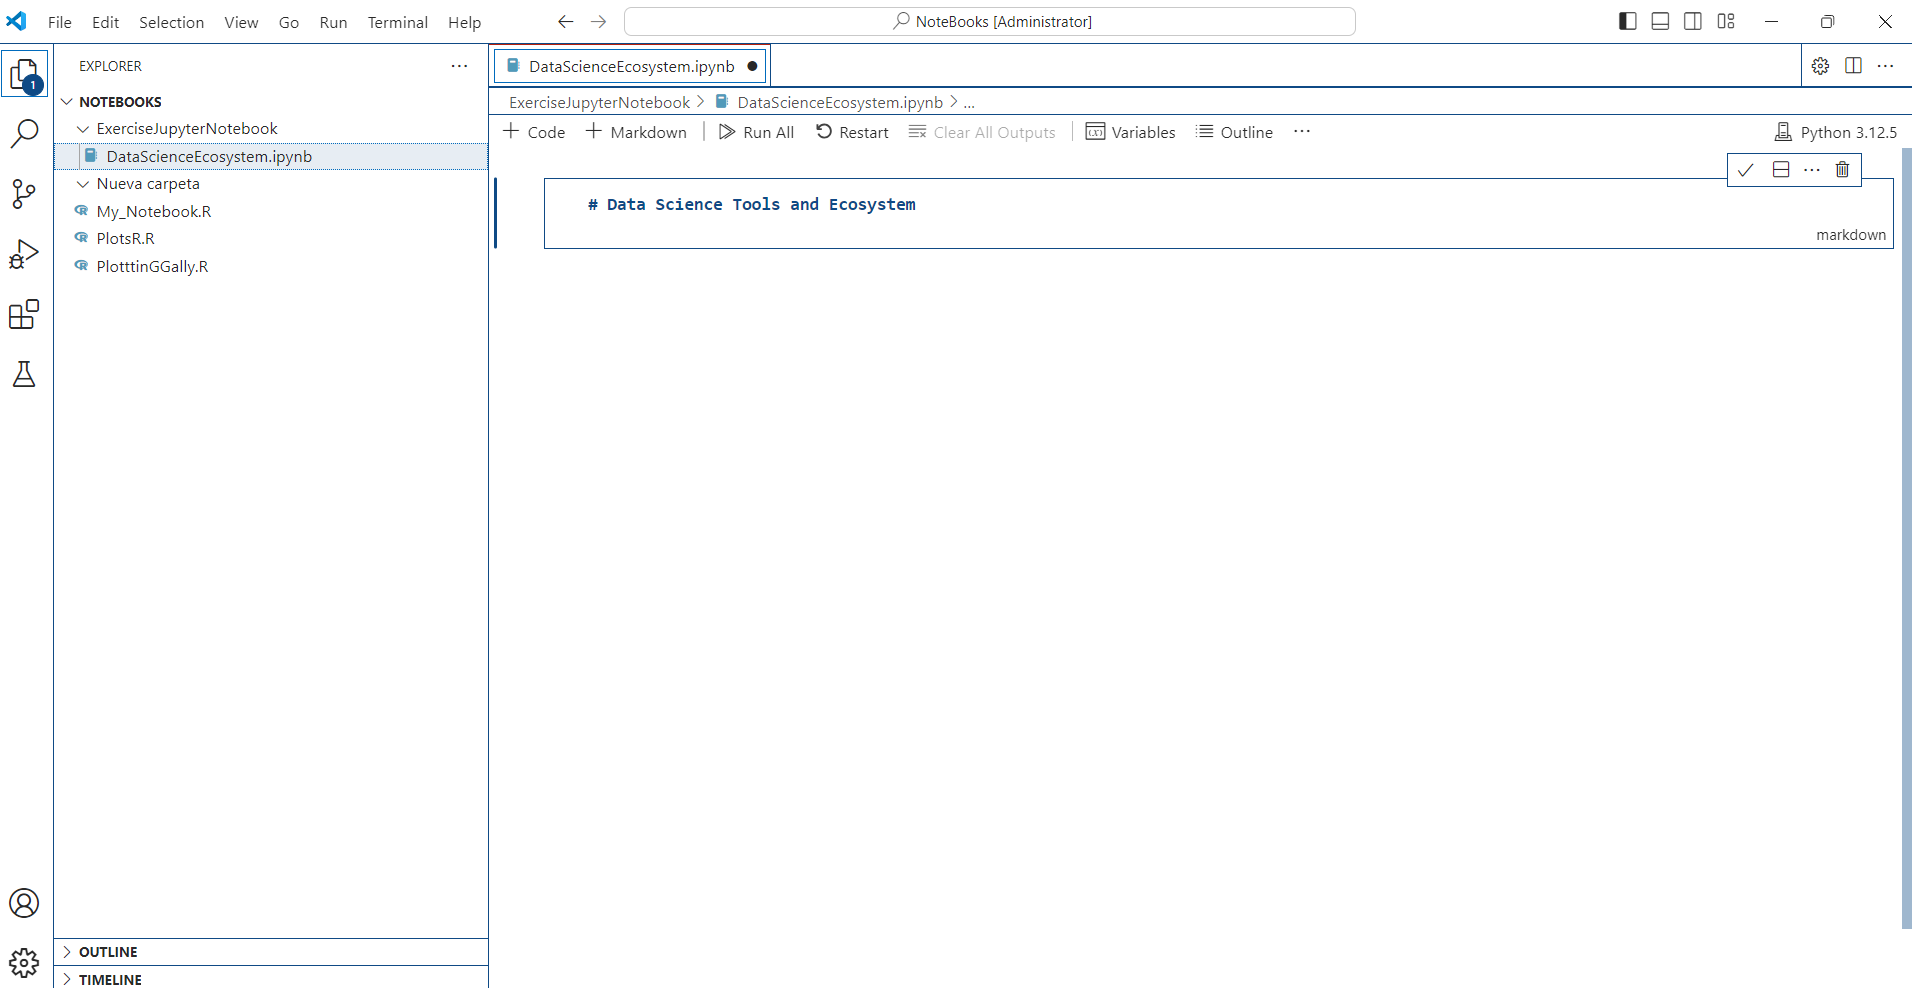 File Edit Selection View Go Run Terminal Help NoteBooks [Administrator]
EXPLORER
1
NOTEBOOKS
ExerciseJupyterNotebook
DataScienceEcosystem.ipynb
Nueva carpeta
My_Notebook.R
PlotsR.R
PlotttinGGally.R
OUTLINE
TIMELINE
DataScienceEcosystem.ipynb
ExerciseJupyterNotebook > DataScienceEcosystem.ipynb > ...
+ Code + Markdown Run All Restart Clear All Outputs (x) Variables Outline ... Python 3.12.5
# Data Science Tools and Ecosystem
markdown